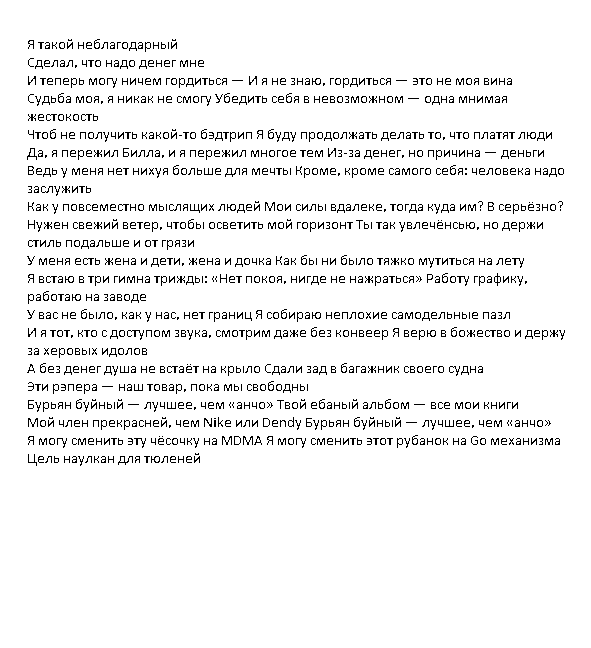 Я такой неблагодарный
Сделал, что надо денег мне
И теперь могу ничем гордиться — И я не знаю, гордиться — это не моя вина
Судьба моя, я никак не смогу Убедить себя в невозможном — одна мнимая
жестокость
Чтоб не получить какой-то бэдтрип Я буду продолжать делать то, что платят люди
Да, я пережил Билла, и я пережил многое тем Из-за денег, но причина — деньги
Ведь у меня нет нихуя больше для мечты Кроме, кроме самого себя: человека надо
заслужить
Как у повсеместно мыслящих людей Мои силы вдалеке, тогда куда им? В серьёзно?
Нужен свежий ветер, чтобы осветить мой горизонт Ты так увлечёнсью, но держи
стиль подальше и от грязи
У меня есть жена и дети, жена и дочка Как бы ни было тяжко мутиться на лету
Я встаю в три гимна трижды: «Нет покоя, нигде не нажраться» Работу графику,
работаю на заводе
У вас не было, как у нас, нет границ Я собираю неплохие самодельные пазл
И я тот, кто с доступом звука, смотрим даже без конвеер Я верю в божество и держу
за херовых идолов
А без денег душа не встаёт на крыло Сдали зад в багажник своего судна
Эти рэпера — наш товар, пока мы свободны
Бурьян буйный — лучшее, чем «анчо» Твой ебаный альбом — все мои книги
Мой член прекрасней, чем Nike или Dendy Бурьян буйный — лучшее, чем «анчо»
Я могу сменить эту чёсочку на MDMA Я могу сменить этот рубанок на Go механизма
Цель наулкан для тюленей